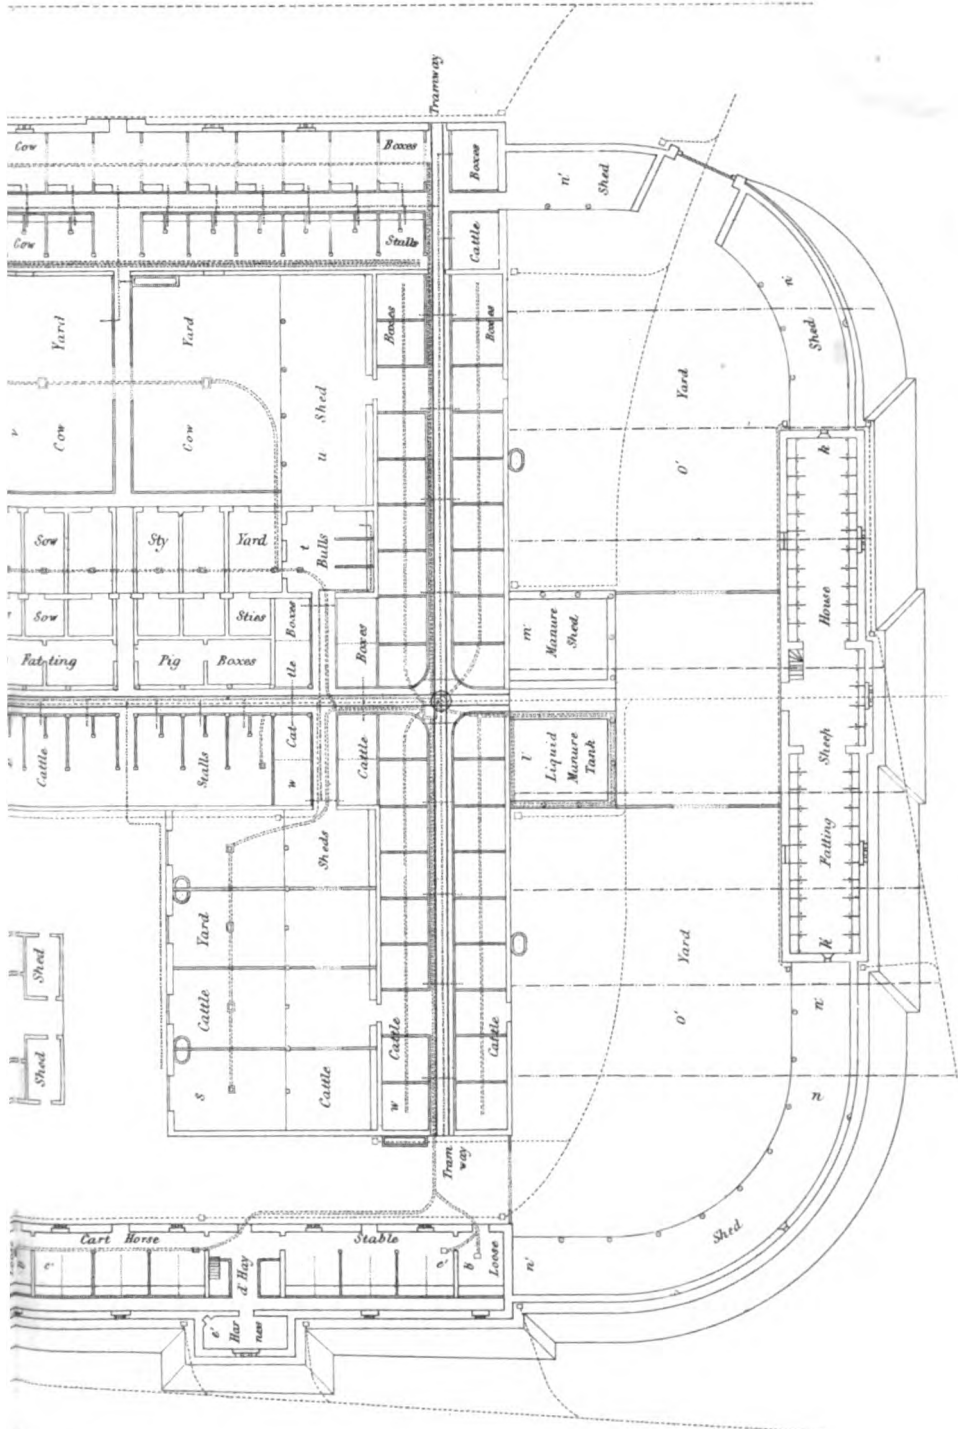 Tramway
Cow
Boxes
Boxes
n'
Shed
Cow
Stalls
Cattle
Yard
Yard
Boxes
Boxes
n'
Shed
v
Cow
Cow
u
Shed
Yard
O'
k
Sow
Sty
Yard
t
Bulls
Sow
Sties
Boxes
Boxes
m'
Manure
Shed
House
Fatting
Pig
Boxes
tle
Cattle
Stalls
Cat
w
Cattle
l'
Liquid
Manure
Tank
Sheep
Sheds
Fatting
Shed
Yard
Yard
K
Cattle
O'
n'
Shed
S
Cattle
w
Cattle
Cattle
n
Tram
way
Cart Horse
Stable
Shed
a
b
Loose
n'
d' Hay
e'
Har
ness